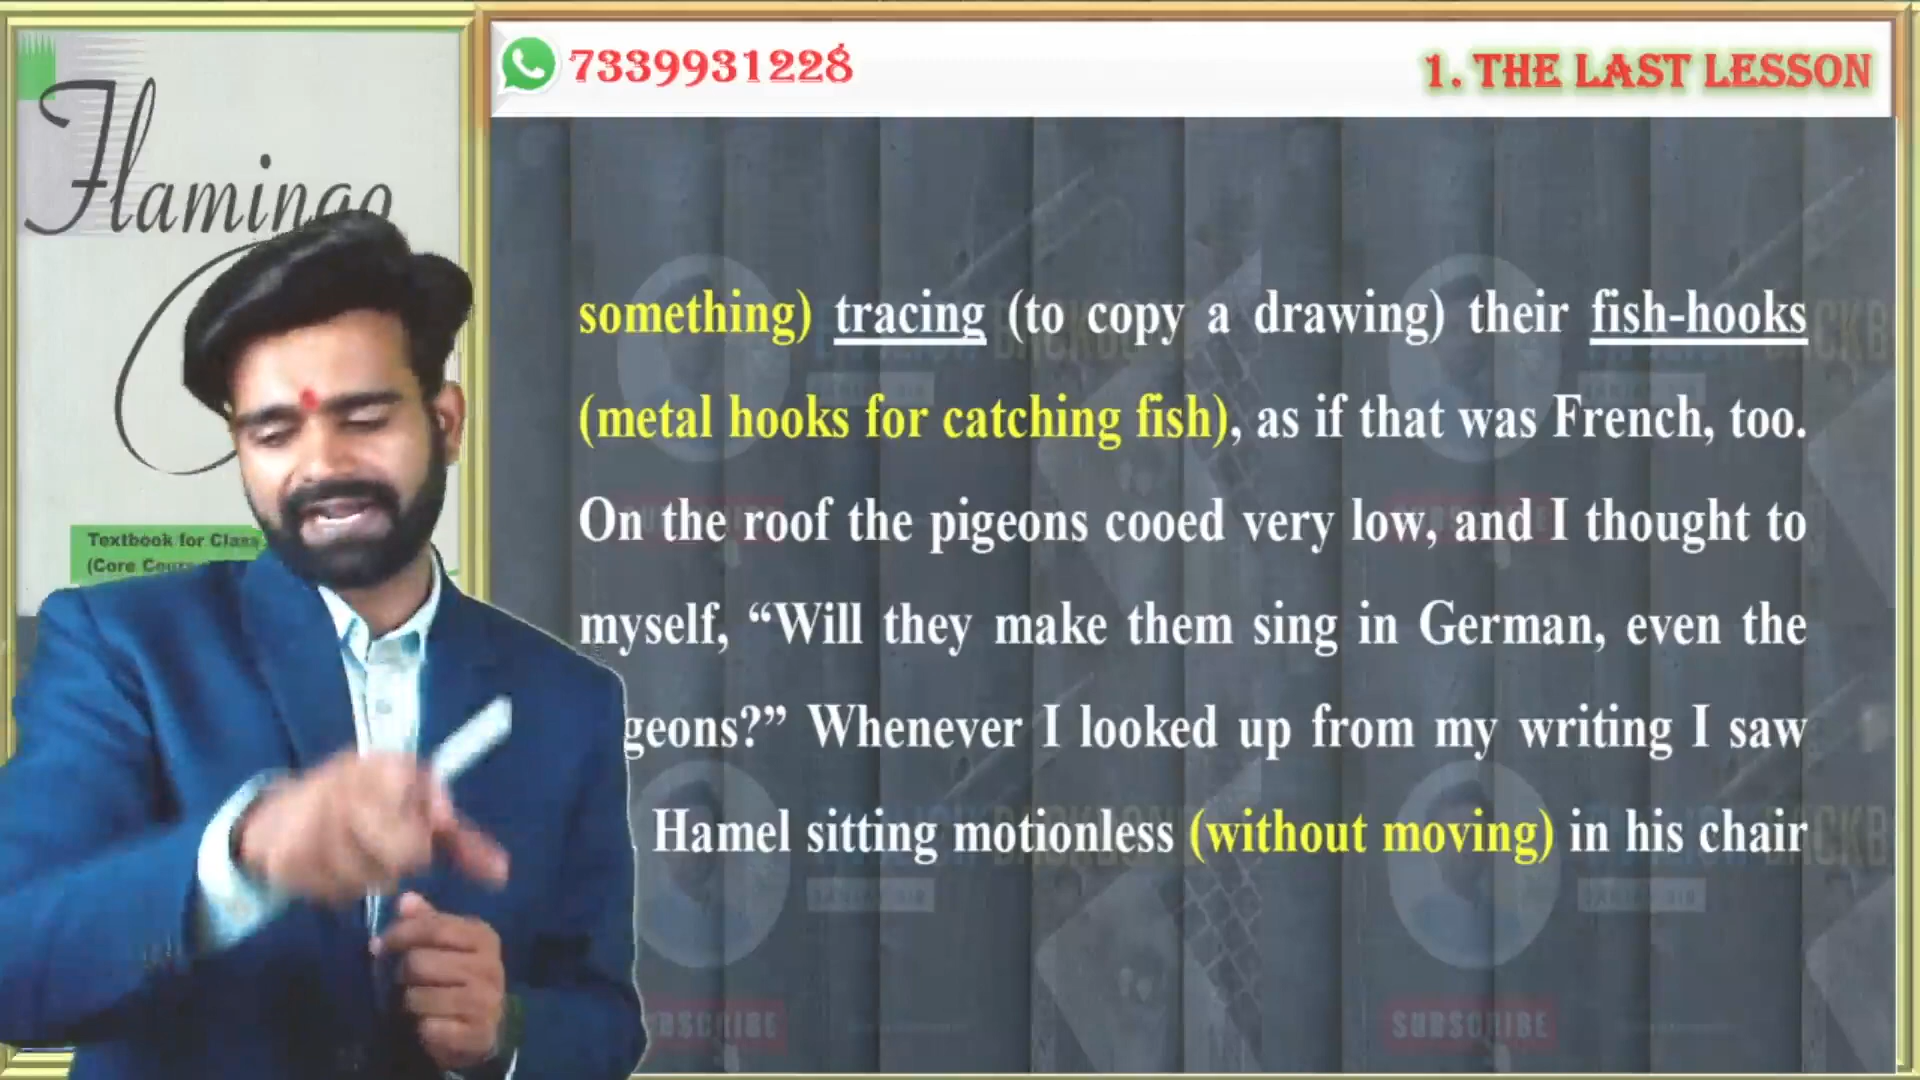 Flamingo
Textbook for Class
(Core
7339931228
1. THE LAST LESSON
something) tracing (to copy a drawing) their fish-hooks
(metal hooks for catching fish), as if that was French, too.
On the roof the pigeons cooed very low, and I thought to
myself, “Will they make them sing in German, even the
geons?” Whenever I looked up from my writing I saw
. Hamel sitting motionless (without moving) in his chair
SUBSCRIBE